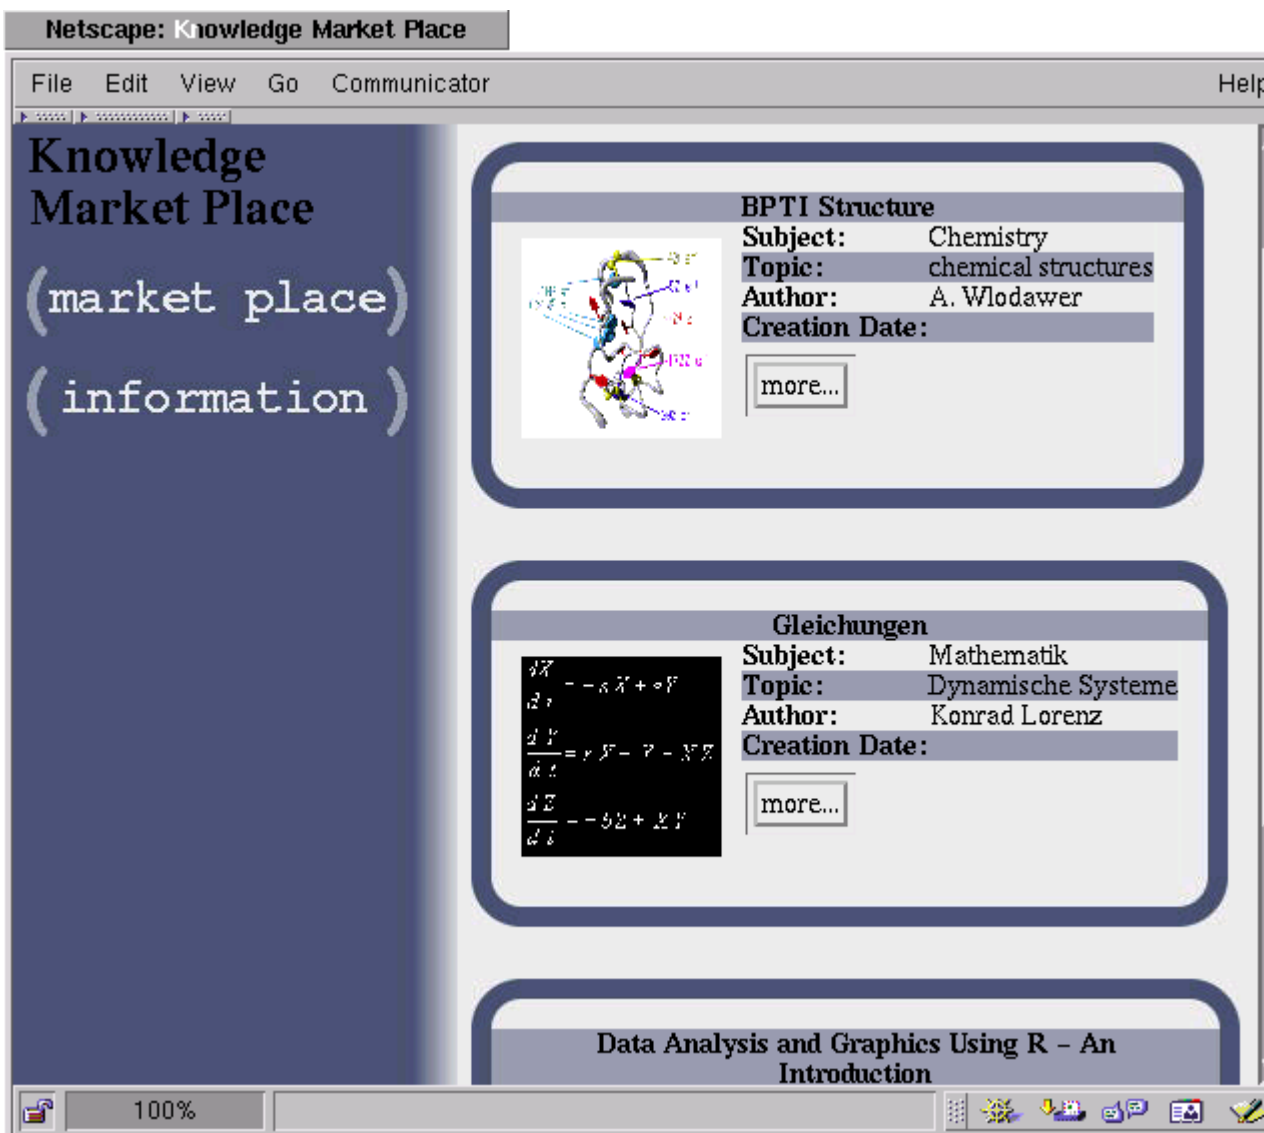 Netscape: Knowledge Market Place
File Edit View Go Communicator Help
Knowledge
Market Place
(market place)
(information)
BPTI Structure
Subject: Chemistry
Topic: chemical structures
Author: A. Wlodawer
Creation Date:
more...
Gleichungen
Subject: Mathematik
Topic: Dynamische Systeme
Author: Konrad Lorenz
Creation Date:
more...
Data Analysis and Graphics Using R – An
Introduction
100%